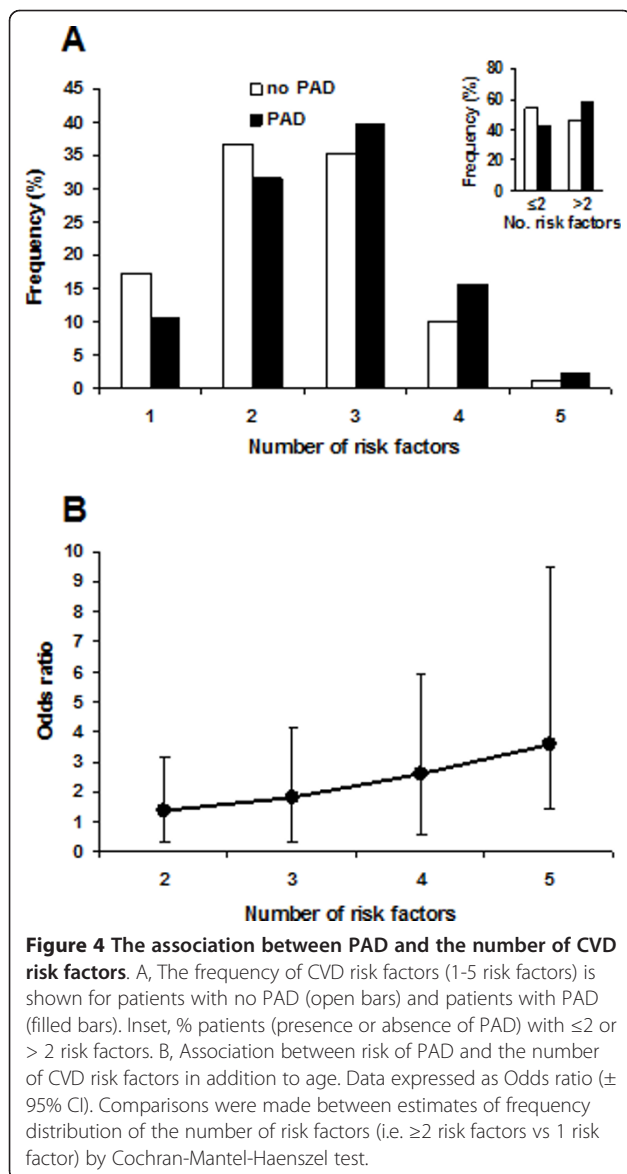 A
no PAD
PAD
45
40
35
30
25
20
15
10
5
0
Frequency (%)
1 2 3 4 5
Number of risk factors
80
60
40
20
0
Frequency (%)
≤2 >2
No. risk factors
B
10
9
8
7
6
5
4
3
2
1
0
Odds ratio
2 3 4 5
Number of risk factors
Figure 4 The association between PAD and the number of CVD
risk factors. A, The frequency of CVD risk factors (1-5 risk factors) is
shown for patients with no PAD (open bars) and patients with PAD
(filled bars). Inset, % patients (presence or absence of PAD) with ≤2 or
> 2 risk factors. B, Association between risk of PAD and the number
of CVD risk factors in addition to age. Data expressed as Odds ratio (±
95% CI). Comparisons were made between estimates of frequency
distribution of the number of risk factors (i.e. ≥2 risk factors vs 1 risk
factor) by Cochran-Mantel-Haenszel test.